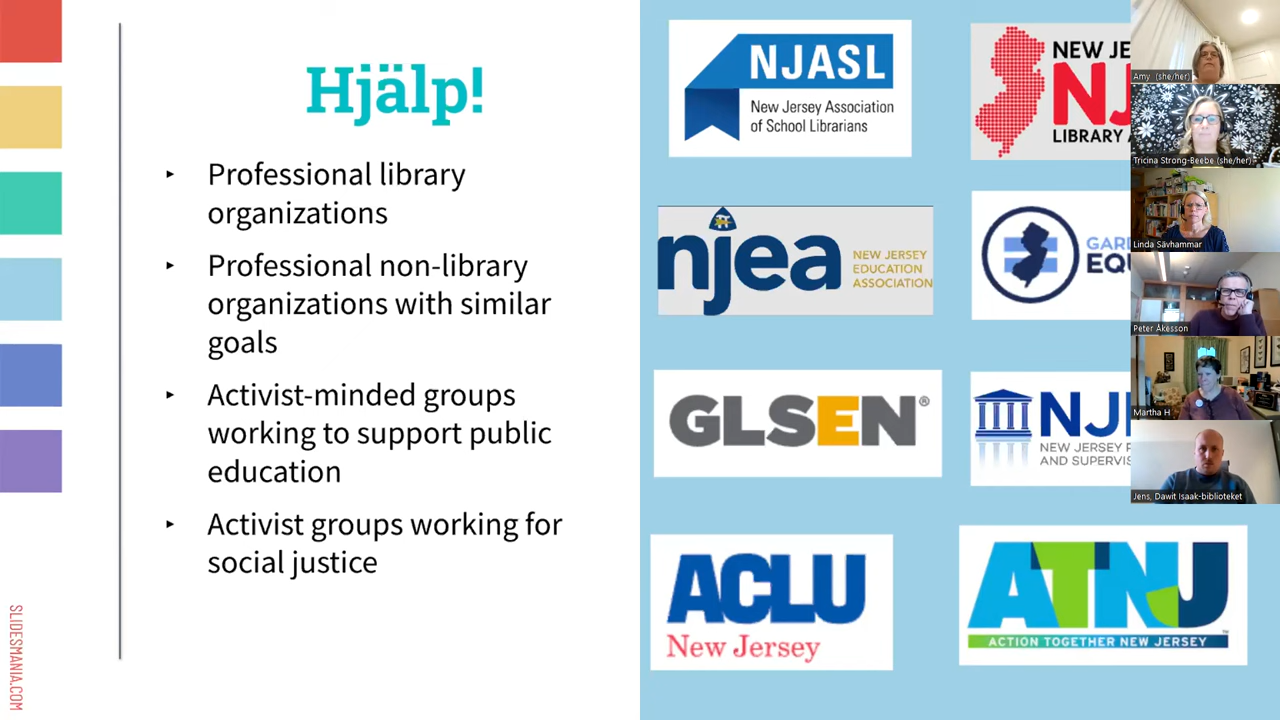 Hjälp!
‣ Professional library
organizations
‣ Professional non-library
organizations with similar
goals
‣ Activist-minded groups
working to support public
education
‣ Activist groups working for
social justice
SLIDESMANIA.COM
NJASL
New Jersey Association
of School Librarians
NEW JE
NJ
LIBRARY A
njea
NEW JERSEY
EDUCATION
ASSOCIATION
GARD
EQU
GLSEN®
NJP
NEW JERSEY P
AND SUPERVIS
ACLU
New Jersey
ATNJ
ACTION TOGETHER NEW JERSEY
Amy (she/her)
Tricina Strong-Beebe (she/her)
Linda Sävhammar
Peter Åkesson
Martha H
Jens, Dawit Isaak-biblioteket